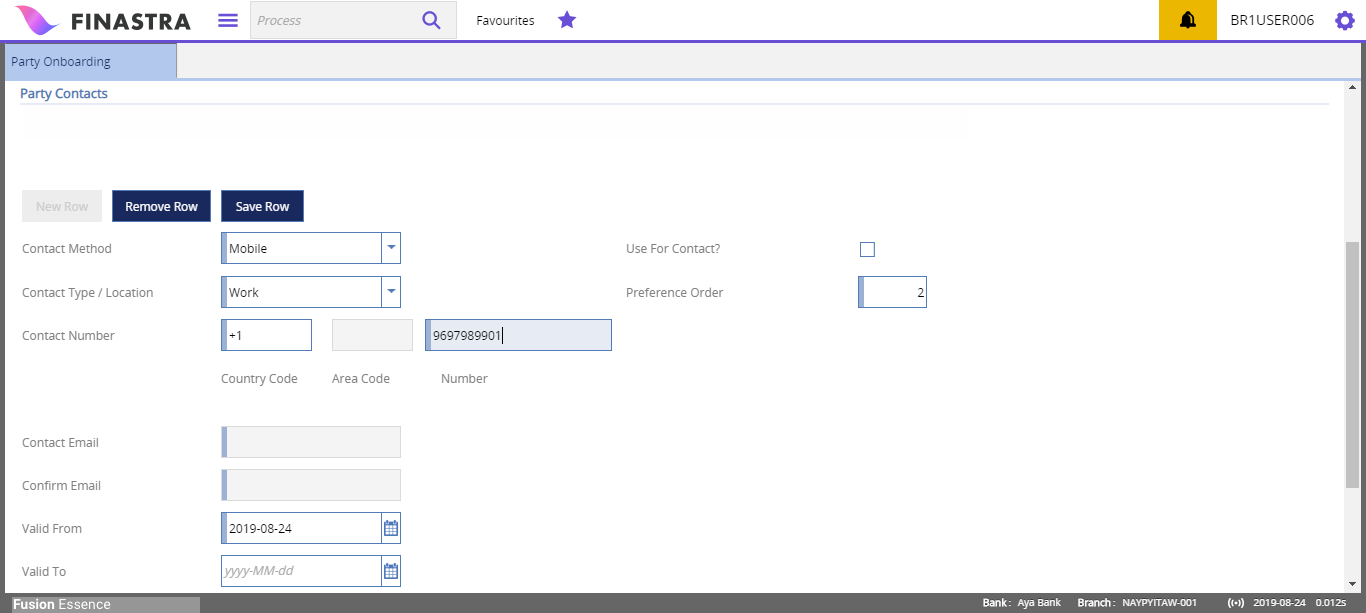 FINASTRA Process Favourites BR1USER006
Party Onboarding
Party Contacts
New Row Remove Row Save Row
Contact Method Mobile Use For Contact?
Contact Type / Location Work Preference Order 2
Contact Number +1 9697989901
Country Code Area Code Number
Contact Email
Confirm Email
Valid From 2019-08-24
Valid To yyyy-MM-dd
Fusion Essence Bank : Aya Bank Branch : NAYPYITAW-001 2019-08-24 0.012s